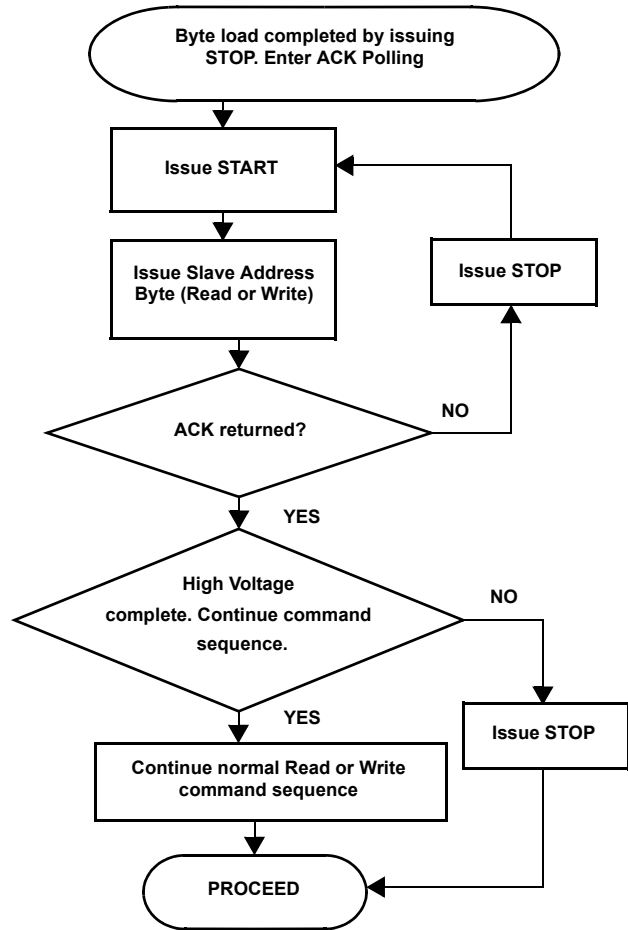 Byte load completed by issuing
STOP. Enter ACK Polling
Issue START
Issue Slave Address
Byte (Read or Write)
Issue STOP
ACK returned?
NO
YES
High Voltage
complete. Continue command
sequence.
NO
YES
Issue STOP
Continue normal Read or Write
command sequence
PROCEED